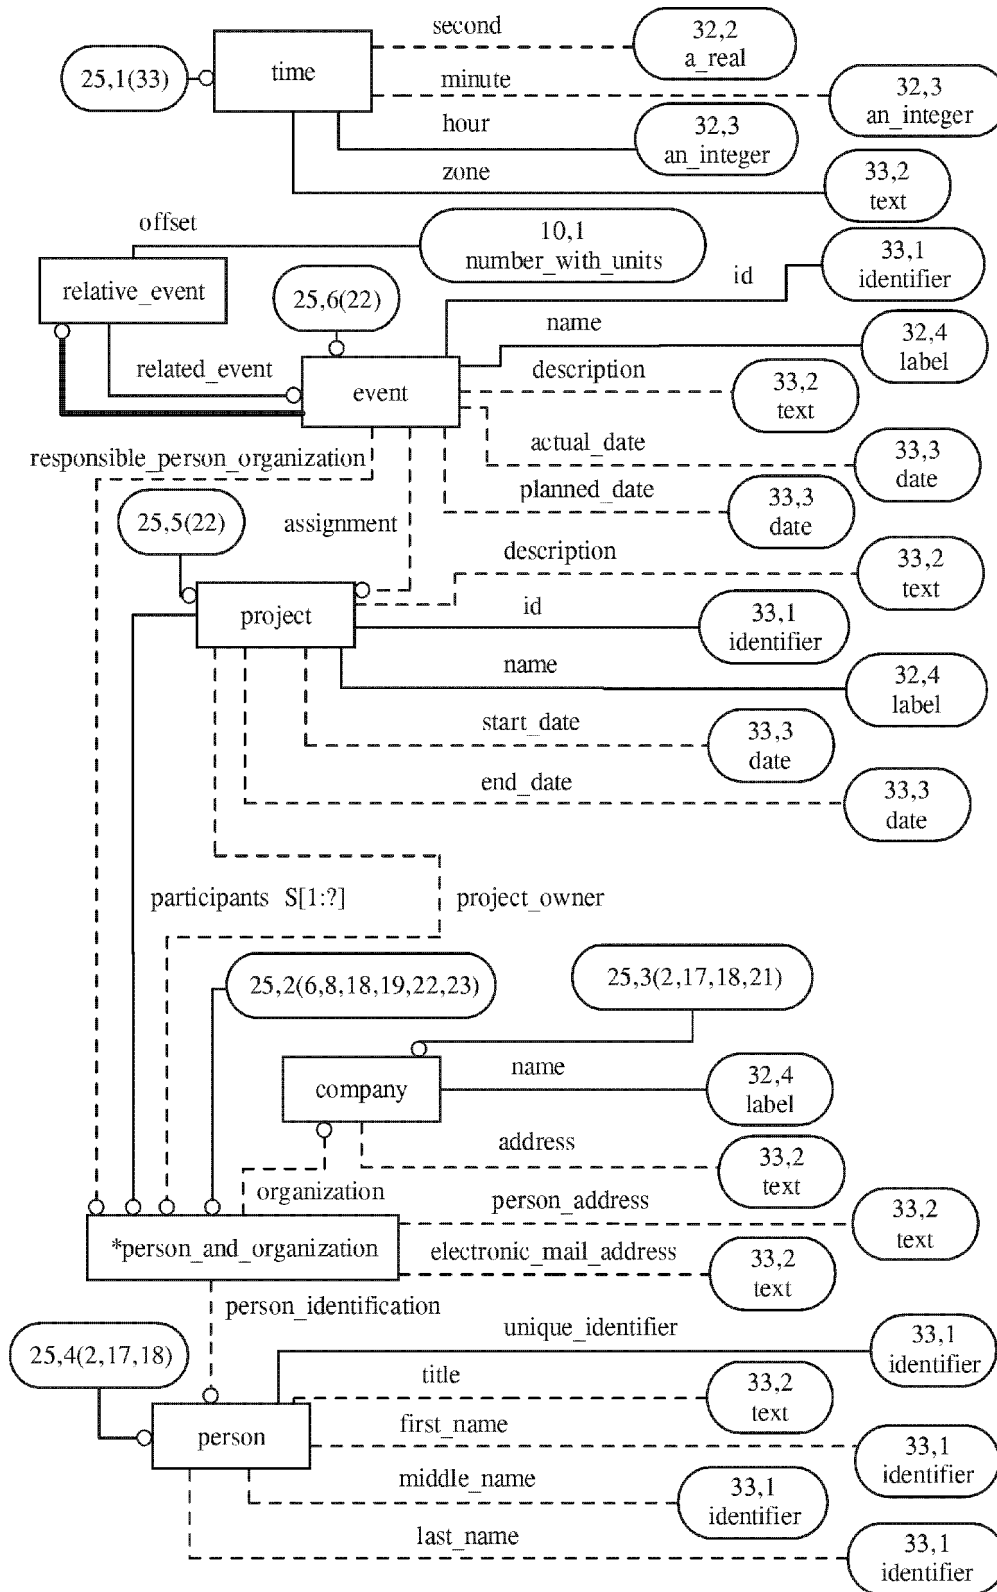 second
32,2
a_real
25,1(33)
time
minute
32,3
an_integer
hour
32,3
an_integer
zone
33,2
text
offset
10,1
number_with_units
33,1
identifier
id
relative_event
25,6(22)
name
32,4
label
related_event
event
description
33,2
text
actual_date
33,3
date
responsible_person_organization
planned_date
33,3
date
25,5(22)
assignment
description
33,2
text
project
id
33,1
identifier
name
32,4
label
start_date
33,3
date
end_date
33,3
date
participants S[1:?]
project_owner
25,2(6,8,18,19,22,23)
25,3(2,17,18,21)
company
name
32,4
label
address
33,2
text
organization
person_address
33,2
text
*person_and_organization
electronic_mail_address
33,2
text
person_identification
unique_identifier
33,1
identifier
25,4(2,17,18)
title
33,2
text
person
first_name
33,1
identifier
middle_name
33,1
identifier
last_name
33,1
identifier